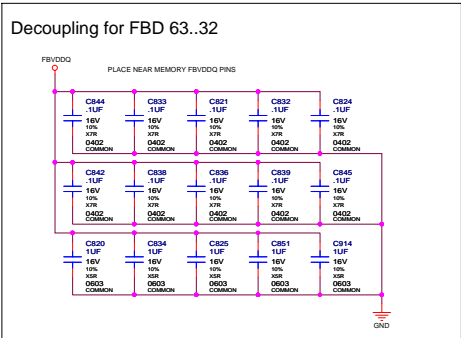 Decoupling for FBD 63..32
FBVDDQ
PLACE NEAR MEMORY FBVDDQ PINS
C844 C833 C821 C832 C824
.1UF .1UF .1UF .1UF .1UF
16V 16V 16V 16V 16V
10% 10% 10% 10% 10%
X7R X7R X7R X7R X7R
0402 0402 0402 0402 0402
COMMON COMMON COMMON COMMON COMMON
C842 C838 C836 C839 C845
.1UF .1UF .1UF .1UF .1UF
16V 16V 16V 16V 16V
10% 10% 10% 10% 10%
X7R X7R X7R X7R X7R
0402 0402 0402 0402 0402
COMMON COMMON COMMON COMMON COMMON
C820 C834 C825 C851 C914
1UF 1UF 1UF 1UF 1UF
16V 16V 16V 16V 16V
10% 10% 10% 10% 10%
X5R X5R X5R X5R X5R
0603 0603 0603 0603 0603
COMMON COMMON COMMON COMMON COMMON
GND